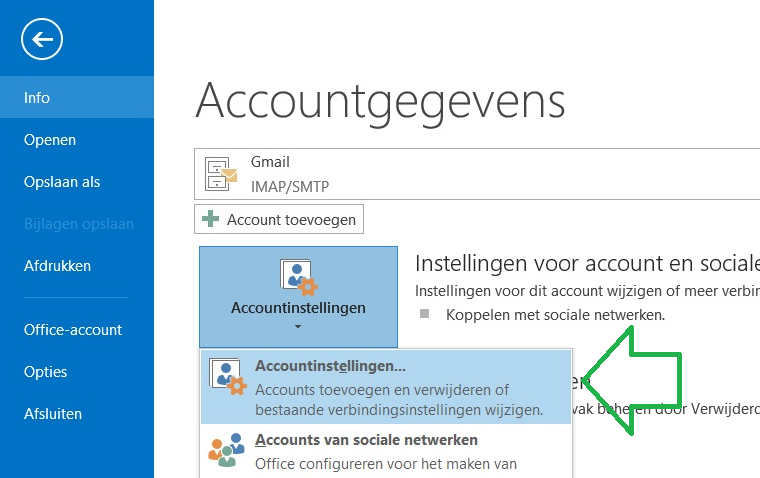 Info
Openen
Opslaan als
Bijlagen opslaan
Afdrukken
Office-account
Opties
Afsluiten
Accountgegevens
Gmail
IMAP/SMTP
Account toevoegen
Accountinstellingen
Instellingen voor account en sociale
Instellingen voor dit account wijzigen of meer verbin
Koppelen met sociale netwerken.
Accountinstellingen...
Accounts toevoegen en verwijderen of
bestaande verbindingsinstellingen wijzigen.
Accounts van sociale netwerken
Office configureren voor het maken van
en
vak beheren door Verwijderd